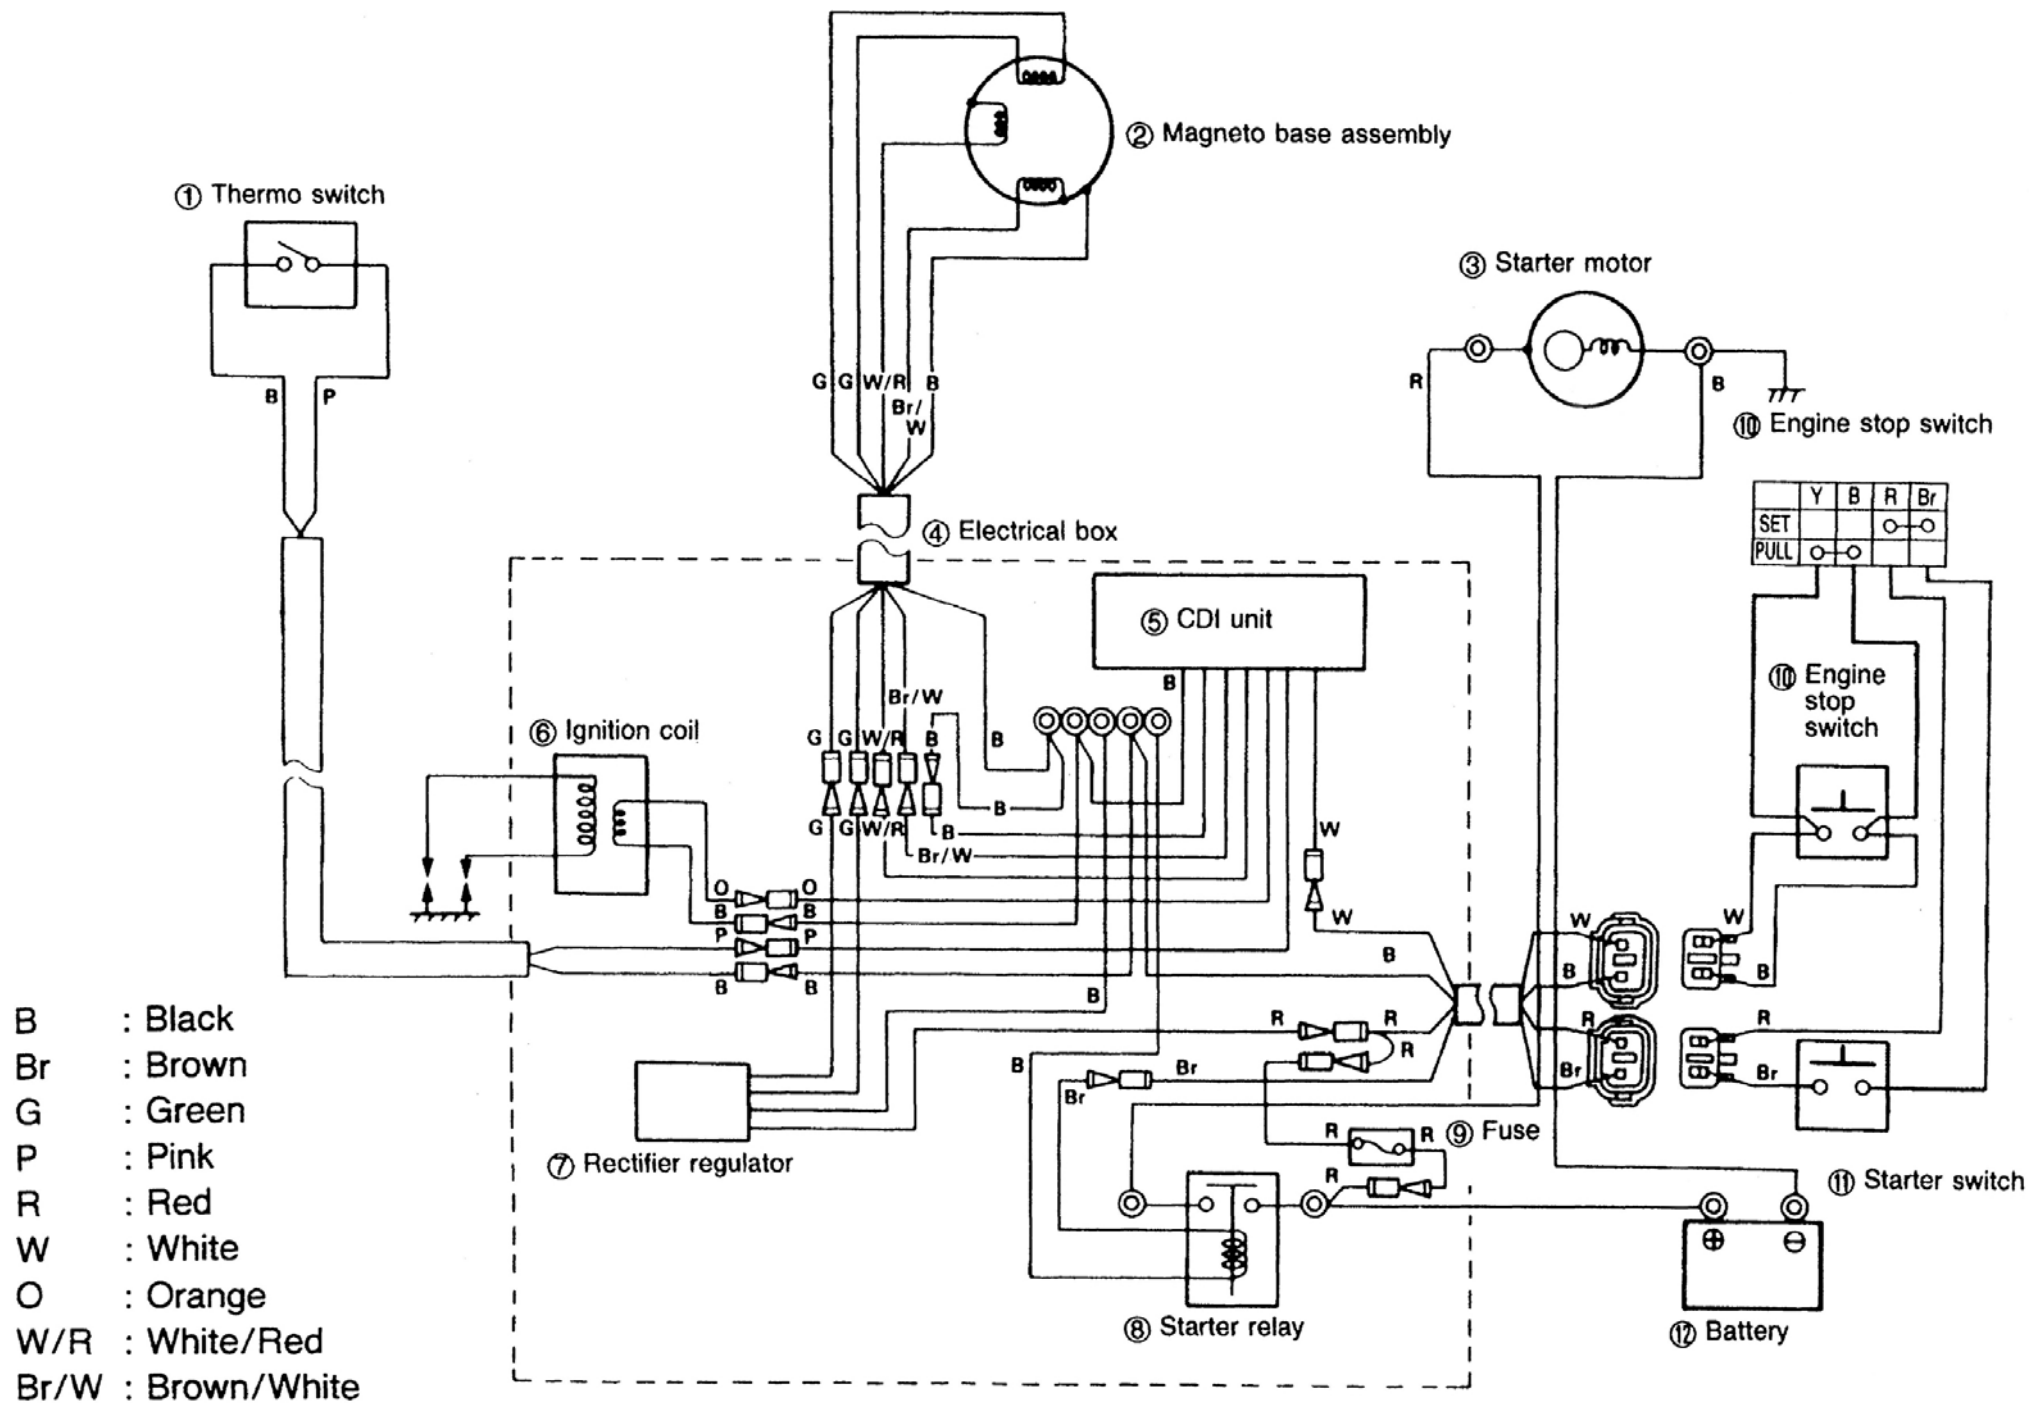 ② Magneto base assembly
① Thermo switch
③ Starter motor
B P
G G W/R B
Br/
W
R B
⑩ Engine stop switch
Y B R Br
SET
PULL
④ Electrical box
⑤ CDI unit
B
⑩ Engine
stop
switch
Br/W
⑥ Ignition coil
G G W/R B B
B
G G W/R B
Br/W
W
O O
B B
P P
B B
W
B
W
B
W
B
B
R R
R
R
R
Br
Br
Br
Br
B
⑦ Rectifier regulator
R R ⑨ Fuse
R
⑪ Starter switch
⑧ Starter relay
⑫ Battery
B : Black
Br : Brown
G : Green
P : Pink
R : Red
W : White
O : Orange
W/R : White/Red
Br/W : Brown/White